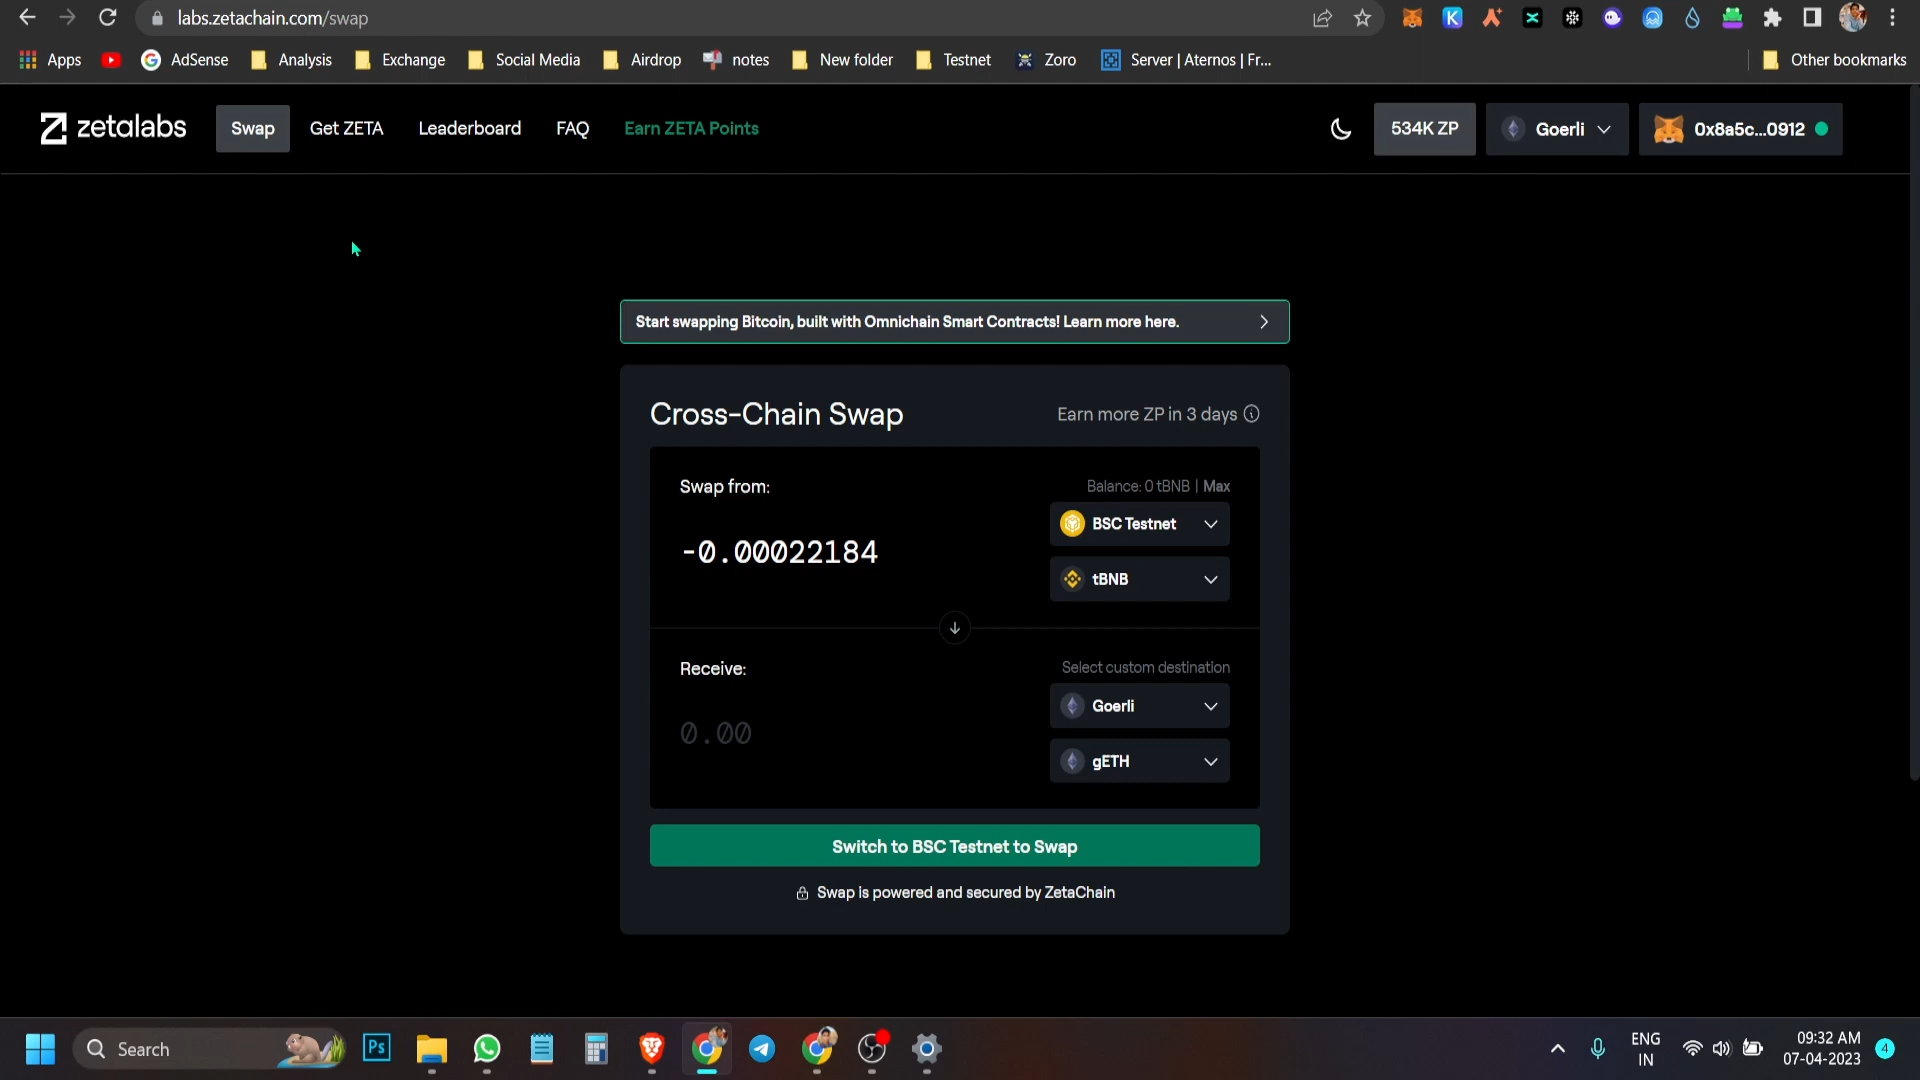 labs.zetachain.com/swap
Apps
AdSense
Analysis
Exchange
Social Media
Airdrop
notes
New folder
Testnet
Zoro
Server | Aternos | Fr...
Other bookmarks
zetalabs
Swap
Get ZETA
Leaderboard
FAQ
Earn ZETA Points
534K ZP
Goerli
0x8a5c...0912
Start swapping Bitcoin, built with Omnichain Smart Contracts! Learn more here.
Cross-Chain Swap
Earn more ZP in 3 days
Swap from:
Balance: 0 tBNB | Max
BSC Testnet
-0.00022184
tBNB
Receive:
Select custom destination
Goerli
0.00
gETH
Switch to BSC Testnet to Swap
Swap is powered and secured by ZetaChain
Search
Ps
ENG
IN
09:32 AM
07-04-2023
4